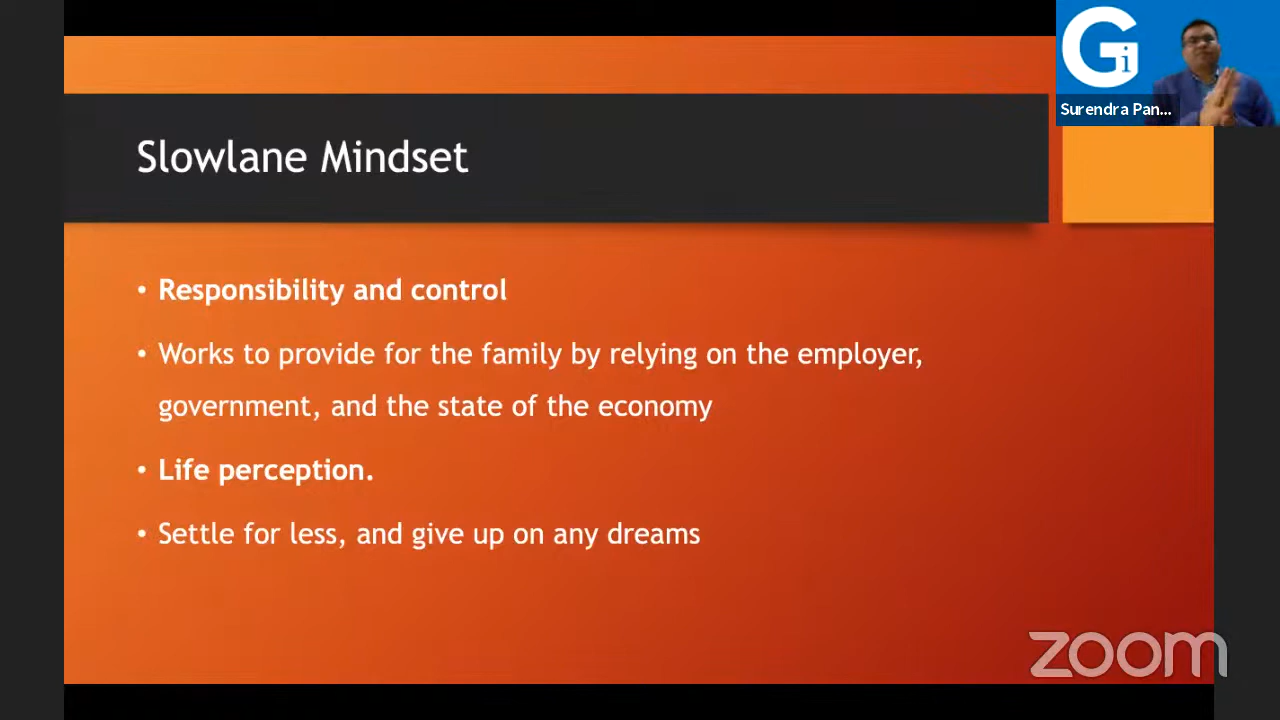 Gi
Surendra Pan...
Slowlane Mindset
• Responsibility and control
• Works to provide for the family by relying on the employer,
government, and the state of the economy
• Life perception.
• Settle for less, and give up on any dreams
zoom